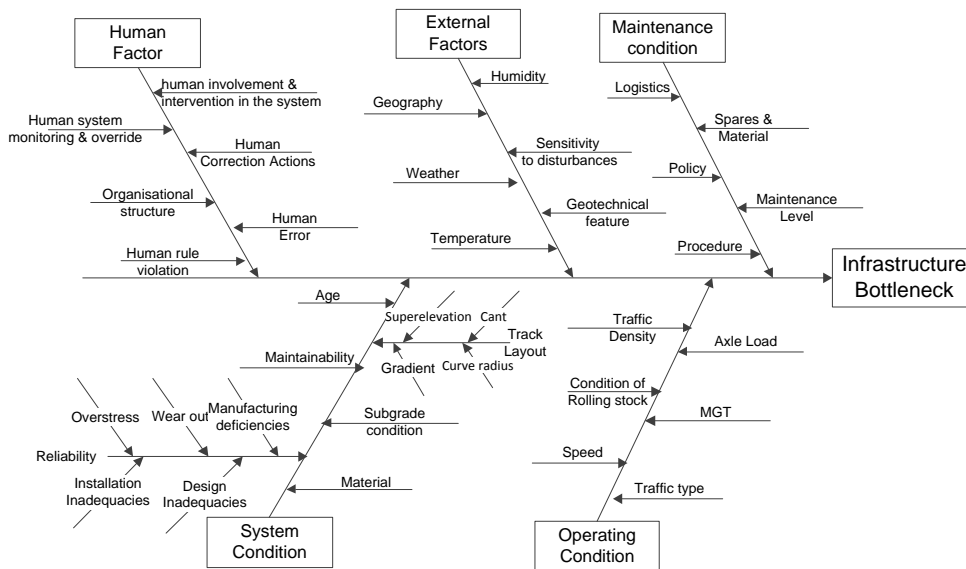 Human
Factor
External
Factors
Maintenance
condition
human involvement &
intervention in the system
Human system
monitoring & override
Human
Correction Actions
Organisational
structure
Human
Error
Human rule
violation
Humidity
Geography
Sensitivity
to disturbances
Weather
Geotechnical
feature
Temperature
Logistics
Spares &
Material
Policy
Maintenance
Level
Procedure
Infrastructure
Bottleneck
Age
Superelevation
Cant
Track
Layout
Maintainability
Gradient
Curve radius
Overstress
Wear out
Manufacturing
deficiencies
Subgrade
condition
Reliability
Installation
Inadequacies
Design
Inadequacies
Material
System
Condition
Traffic
Density
Axle Load
Condition of
Rolling stock
MGT
Speed
Traffic type
Operating
Condition